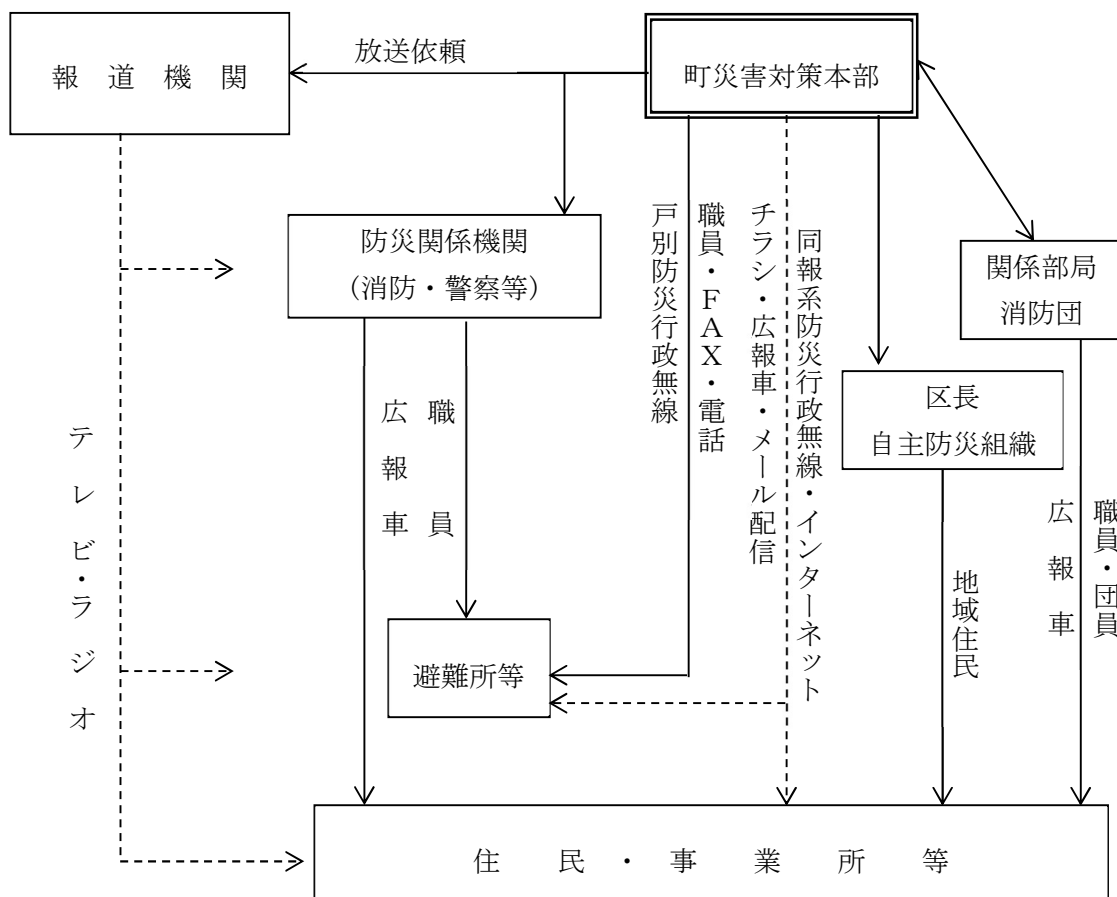 報道機関
放送依頼
町災害対策本部
防災関係機関
（消防・警察等）
関係部局
消防団
区長
自主防災組織
戸別防災行政無線
職員・ＦＡＸ・電話
チラシ・広報車・メール配信
同報系防災行政無線・インターネット
テレビ・ラジオ
広報車
職員
避難所等
地域住民
広報車
職員・団員
住民・事業所等